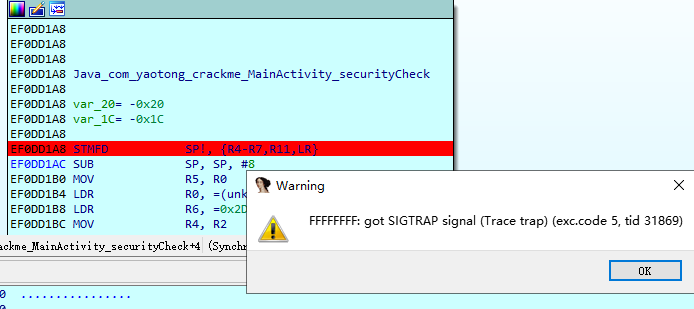 EF0DD1A8
EF0DD1A8
EF0DD1A8
EF0DD1A8 Java_com_yaotong_crackme_MainActivity_securityCheck
EF0DD1A8
EF0DD1A8 var_20= -0x20
EF0DD1A8 var_1C= -0x1C
EF0DD1A8
EF0DD1A8 STMFD SP!, {R4-R7,R11,LR}
EF0DD1AC SUB SP, SP, #8
EF0DD1B0 MOV R5, R0
EF0DD1B4 LDR R0, =(unk
EF0DD1B8 LDR R6, =0x2D
EF0DD1BC MOV R4, R2
Warning
FFFFFFFF: got SIGTRAP signal (Trace trap) (exc.code 5, tid 31869)
OK
ackme_MainActivity_securityCheck+4 (Synchr
0 ................